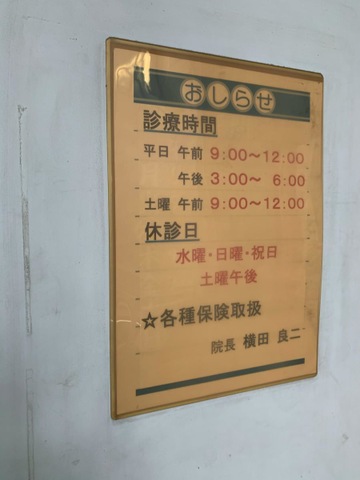 おしらせ
診療時間
平日 午前 9:00〜12:00
午後 3:00〜 6:00
土曜 午前 9:00〜12:00
休診日
水曜・日曜・祝日
土曜午後
☆各種保険取扱
院長 横田 良二